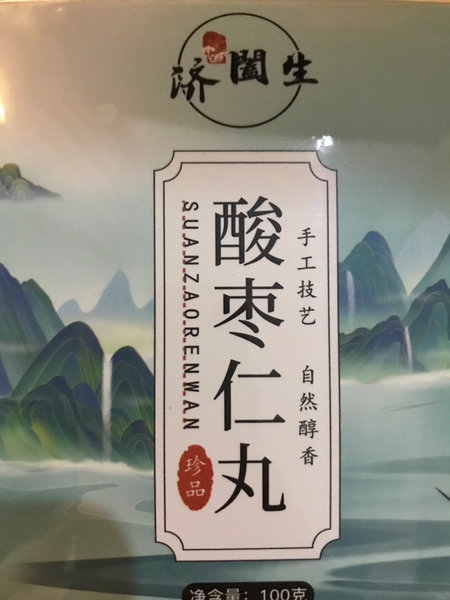 济阖生
酸枣仁丸
SUANZAORENWAN
手工技艺 自然醇香
珍品
净含量：100克